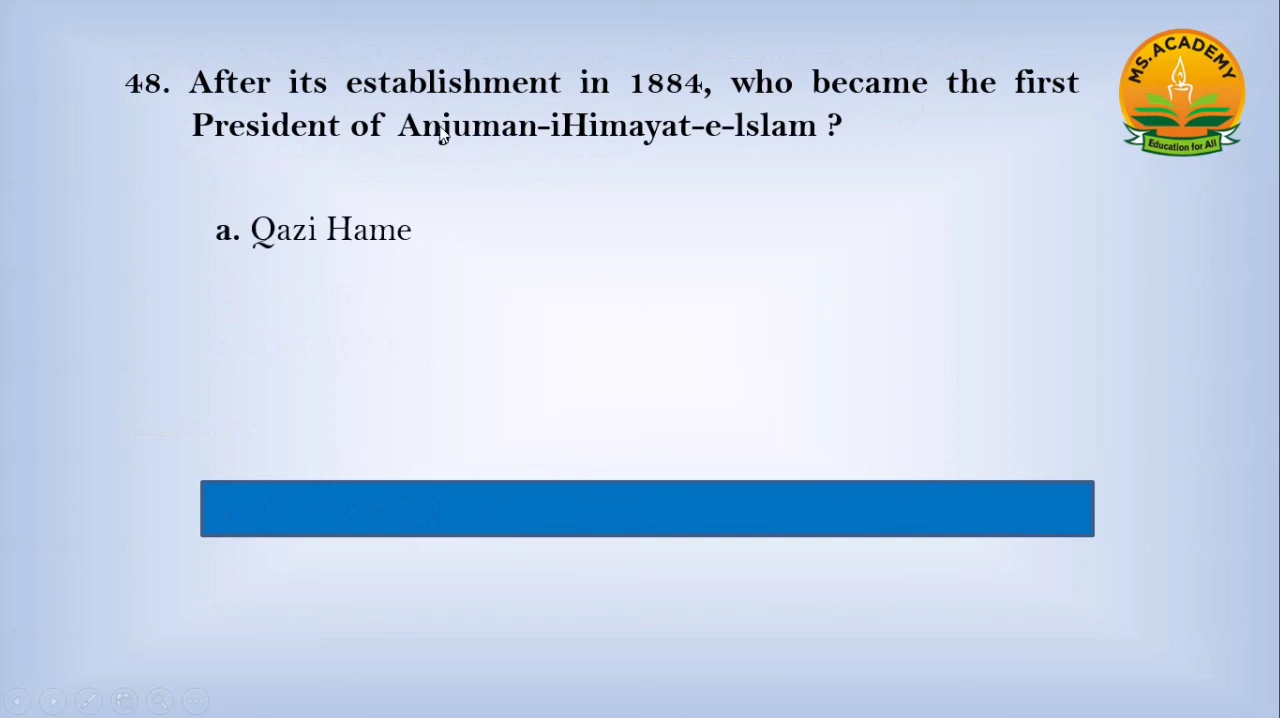 48. After its establishment in 1884, who became the first
President of Anjuman-iHimayat-e-lslam ?
a. Qazi Hame
MS. ACADEMY
Education for All